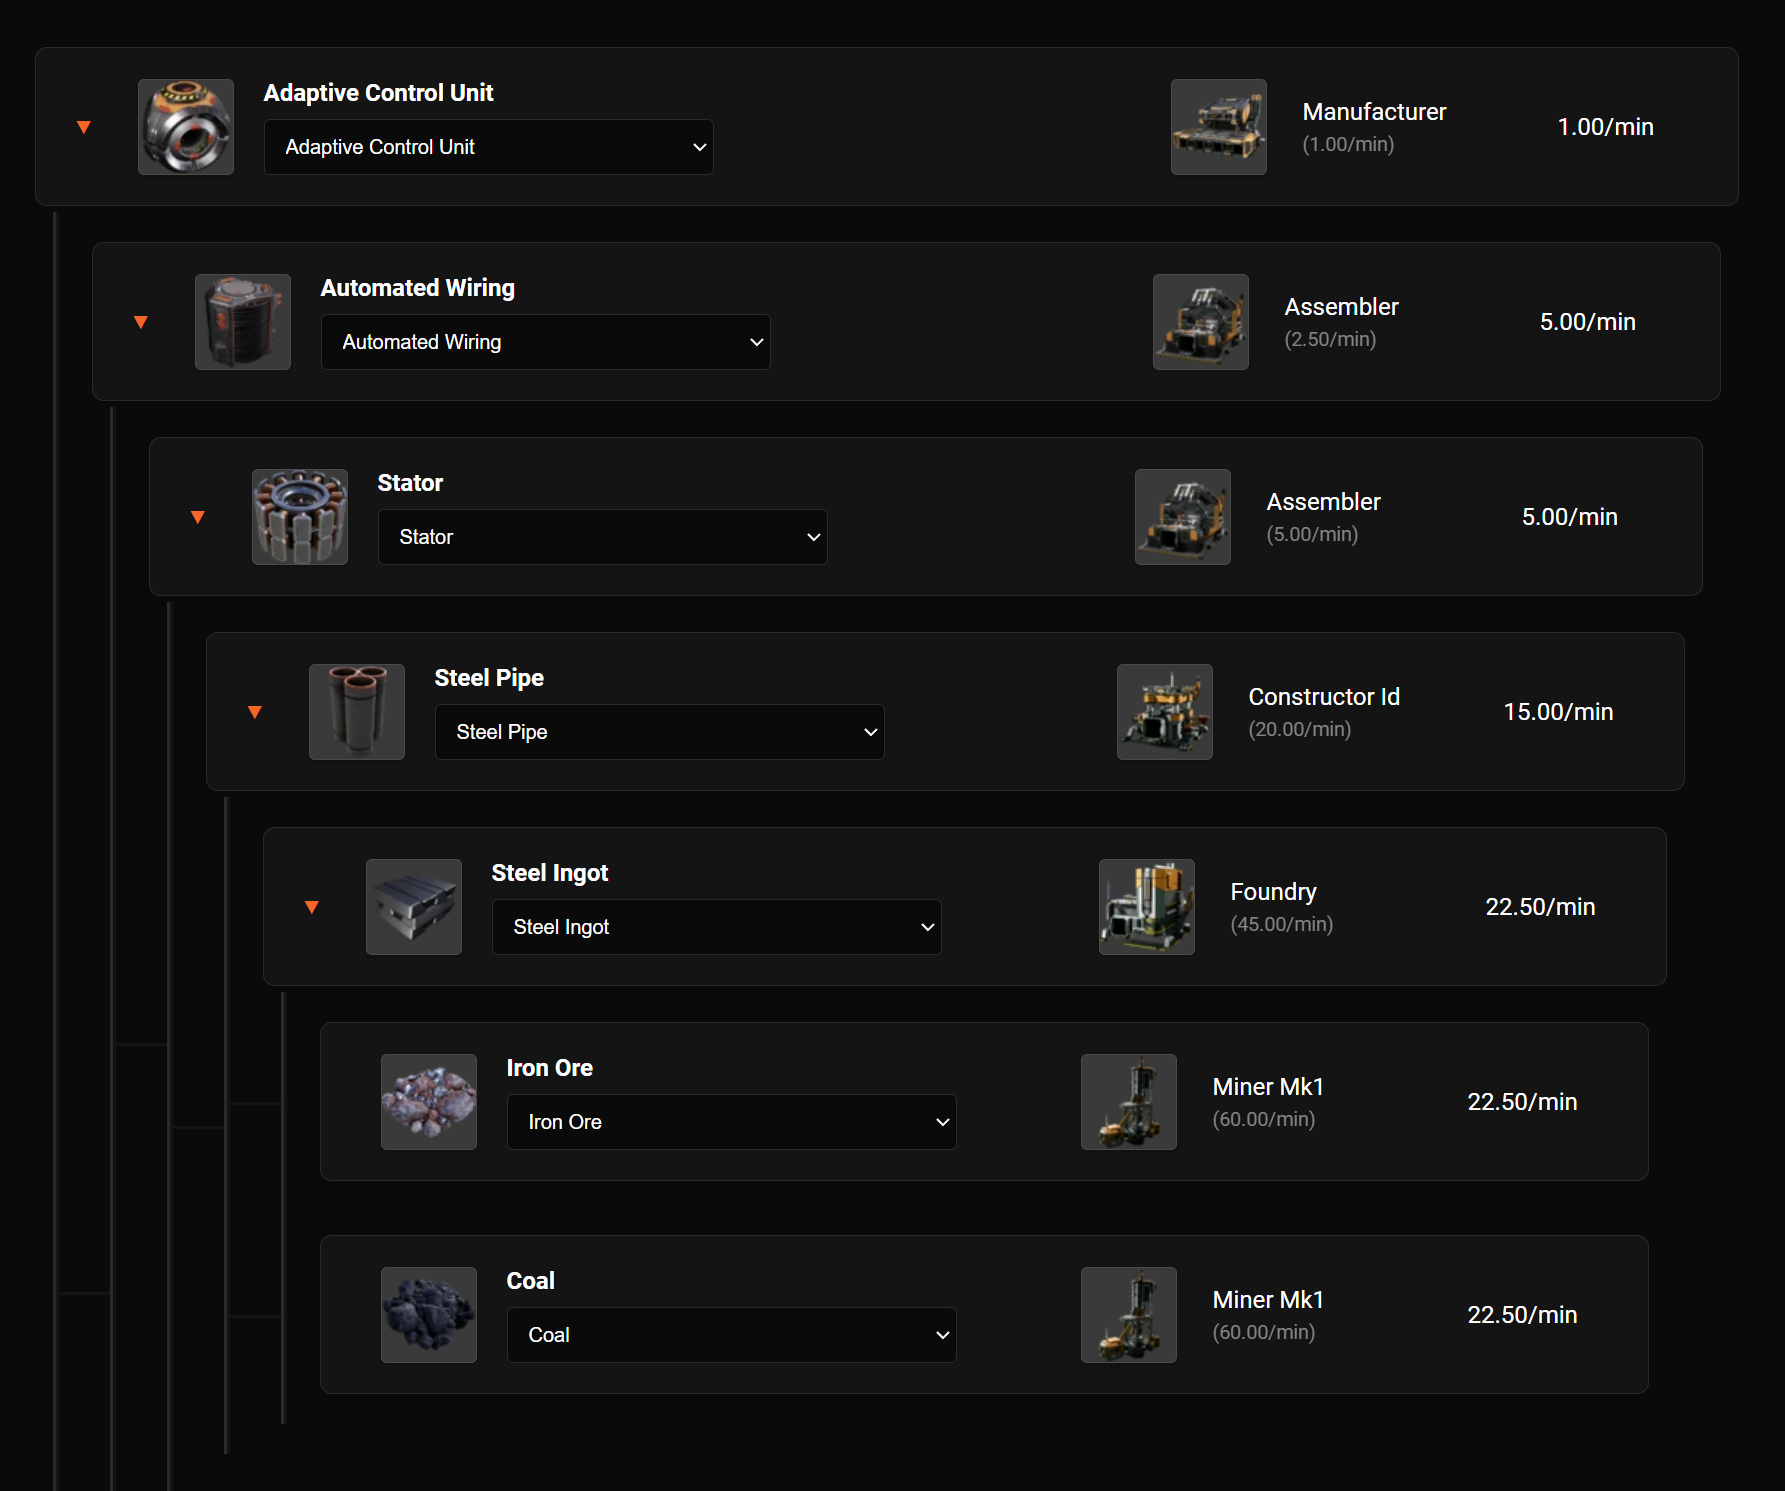 Adaptive Control Unit
Adaptive Control Unit
Manufacturer
(1.00/min)
1.00/min
Automated Wiring
Automated Wiring
Assembler
(2.50/min)
5.00/min
Stator
Stator
Assembler
(5.00/min)
5.00/min
Steel Pipe
Steel Pipe
Constructor Id
(20.00/min)
15.00/min
Steel Ingot
Steel Ingot
Foundry
(45.00/min)
22.50/min
Iron Ore
Iron Ore
Miner Mk1
(60.00/min)
22.50/min
Coal
Coal
Miner Mk1
(60.00/min)
22.50/min